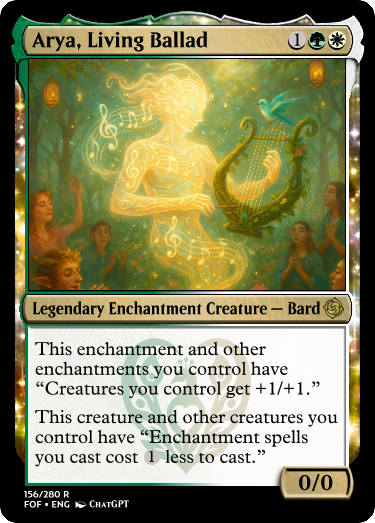 Arya, Living Ballad 1
Legendary Enchantment Creature — Bard
This enchantment and other
enchantments you control have
“Creatures you control get +1/+1.”
This creature and other creatures you
control have “Enchantment spells
you cast cost 1 less to cast.”
0/0
156/280 R
FOF • ENG ChatGPT